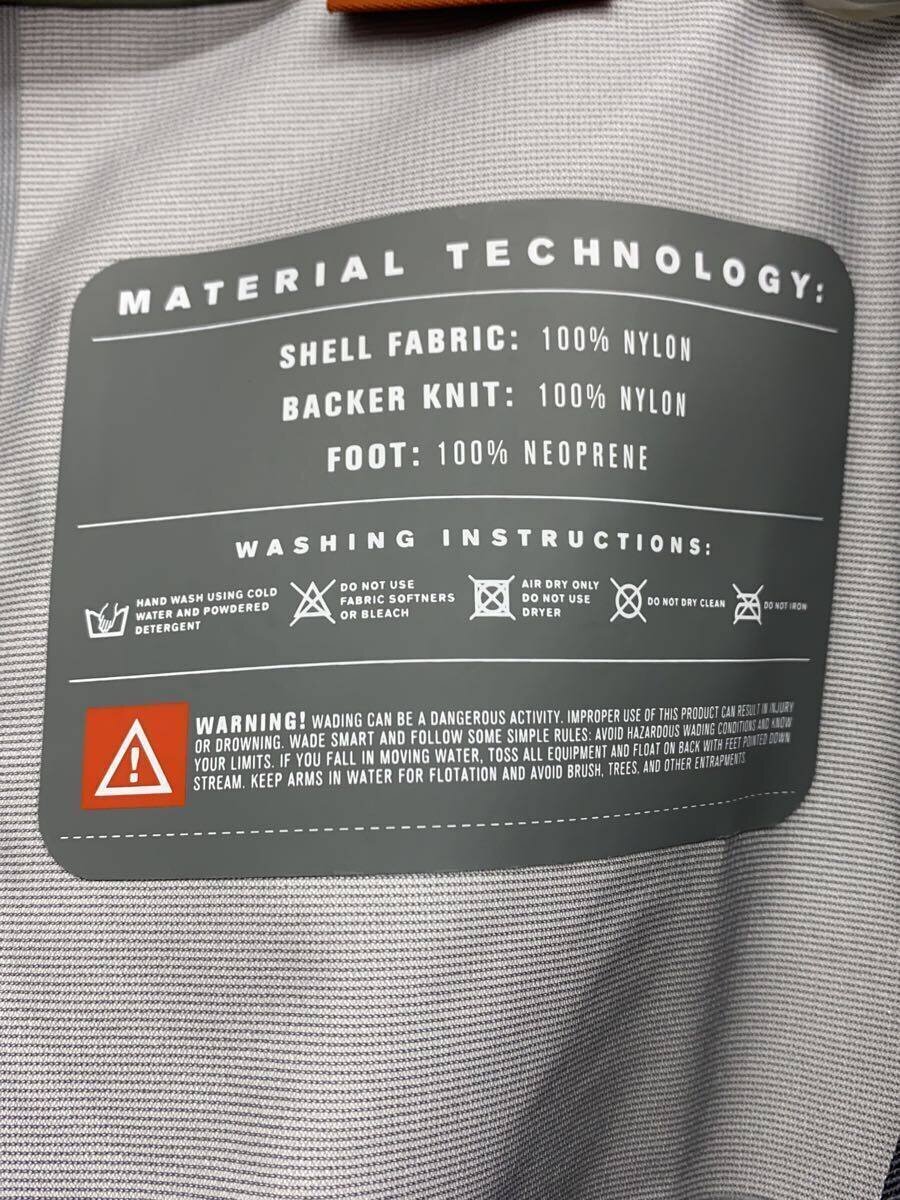 MATERIAL TECHNOLOGY:
SHELL FABRIC: 100% NYLON
BACKER KNIT: 100% NYLON
FOOT: 100% NEOPRENE
WASHING INSTRUCTIONS:
HAND WASH USING COLD
WATER AND POWDERED
DETERGENT
DO NOT USE
FABRIC SOFTNERS
OR BLEACH
AIR DRY ONLY
DO NOT USE
DRYER
DO NOT DRY CLEAN
DO NOT IRON
WARNING! WADING CAN BE A DANGEROUS ACTIVITY. IMPROPER USE OF THIS PRODUCT CAN RESULT IN INJURY
OR DROWNING. WADE SMART AND FOLLOW SOME SIMPLE RULES: AVOID HAZARDOUS WADING CONDITIONS AND KNOW
YOUR LIMITS. IF YOU FALL IN MOVING WATER, TOSS ALL EQUIPMENT AND FLOAT ON BACK WITH FEET POINTED DOWN
STREAM. KEEP ARMS IN WATER FOR FLOTATION AND AVOID BRUSH, TREES, AND OTHER ENTRAPMENTS.